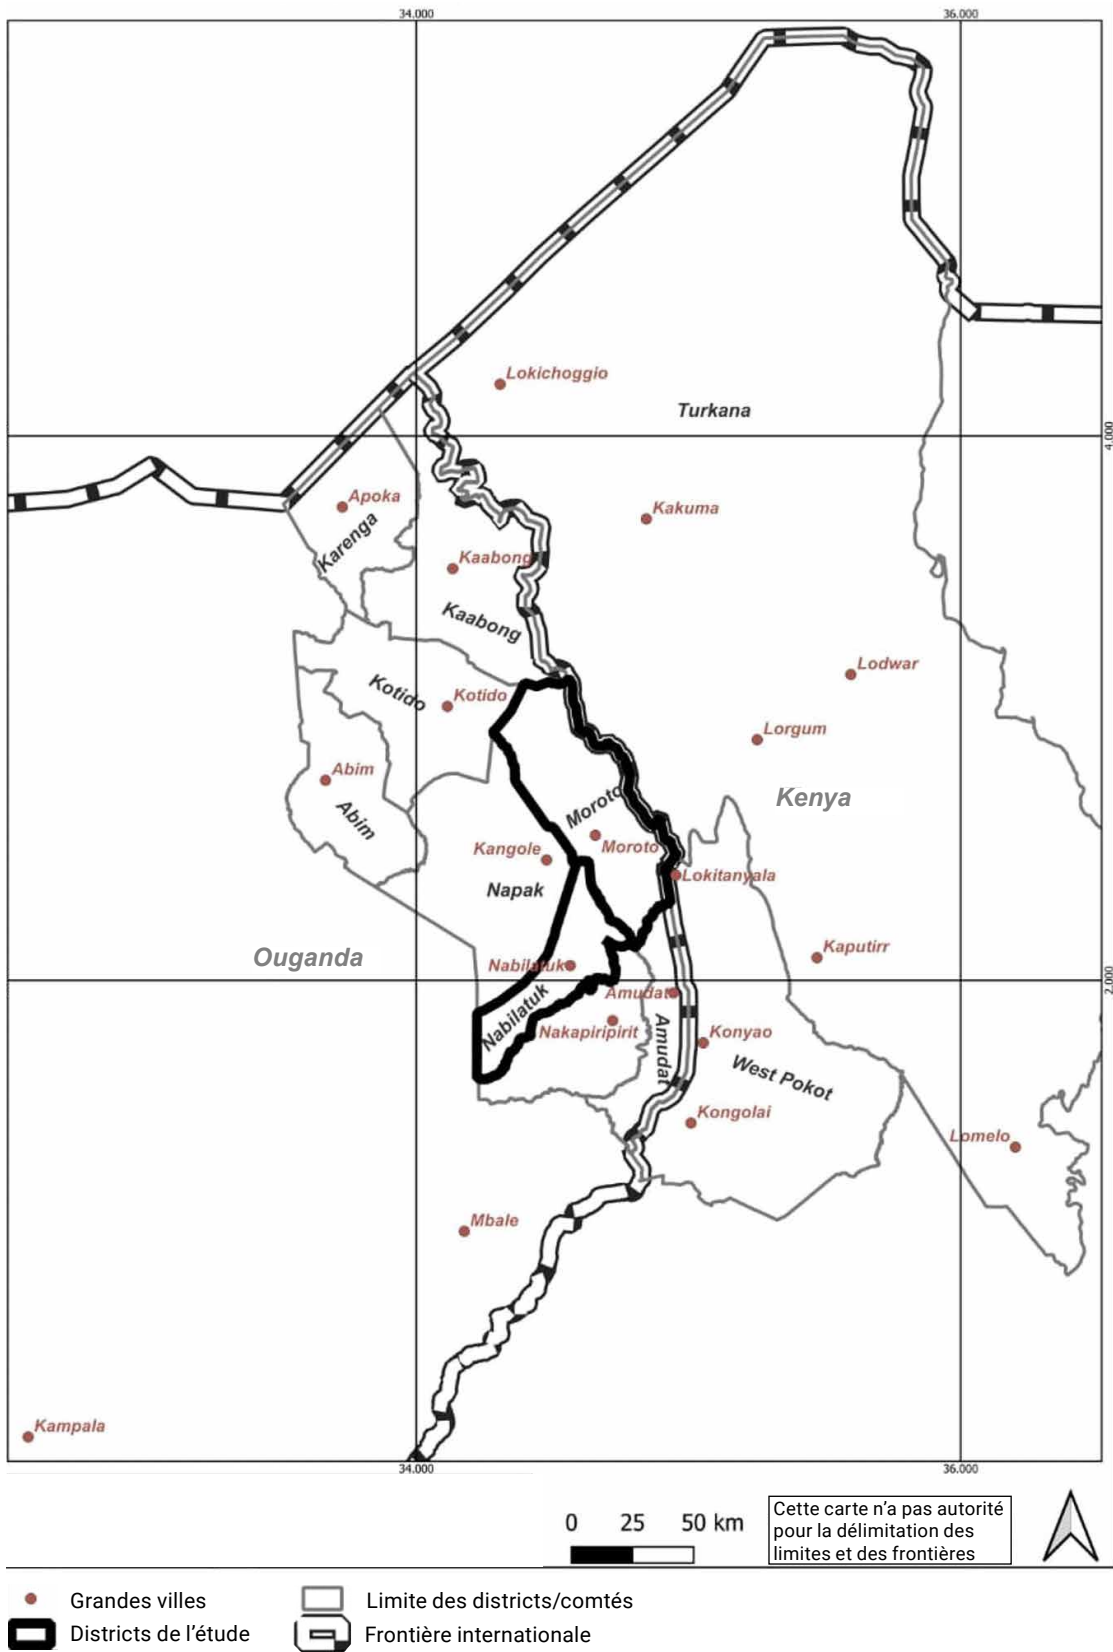 34.000
36.000
Lokichoggio
Turkana
4.000
Apoka
Kakuma
Karenga
Kaabong
Kaabong
Lodwar
Kotido
Kotido
Lorgum
Abim
Kenya
Abim
Moroto
Moroto
Kangole
Lokitanyala
Napak
Kaputirr
Ouganda
Nabilatuk
2.000
Amudat
Nabilatuk
Nakapiripirit
Amudat
Konyao
West Pokot
Kongolai
Lomelo
Mbale
Kampala
34.000
36.000
0 25 50 km
Cette carte n'a pas autorité
pour la délimitation des
limites et des frontières
Grandes villes
Limite des districts/comtés
Districts de l'étude
Frontière internationale